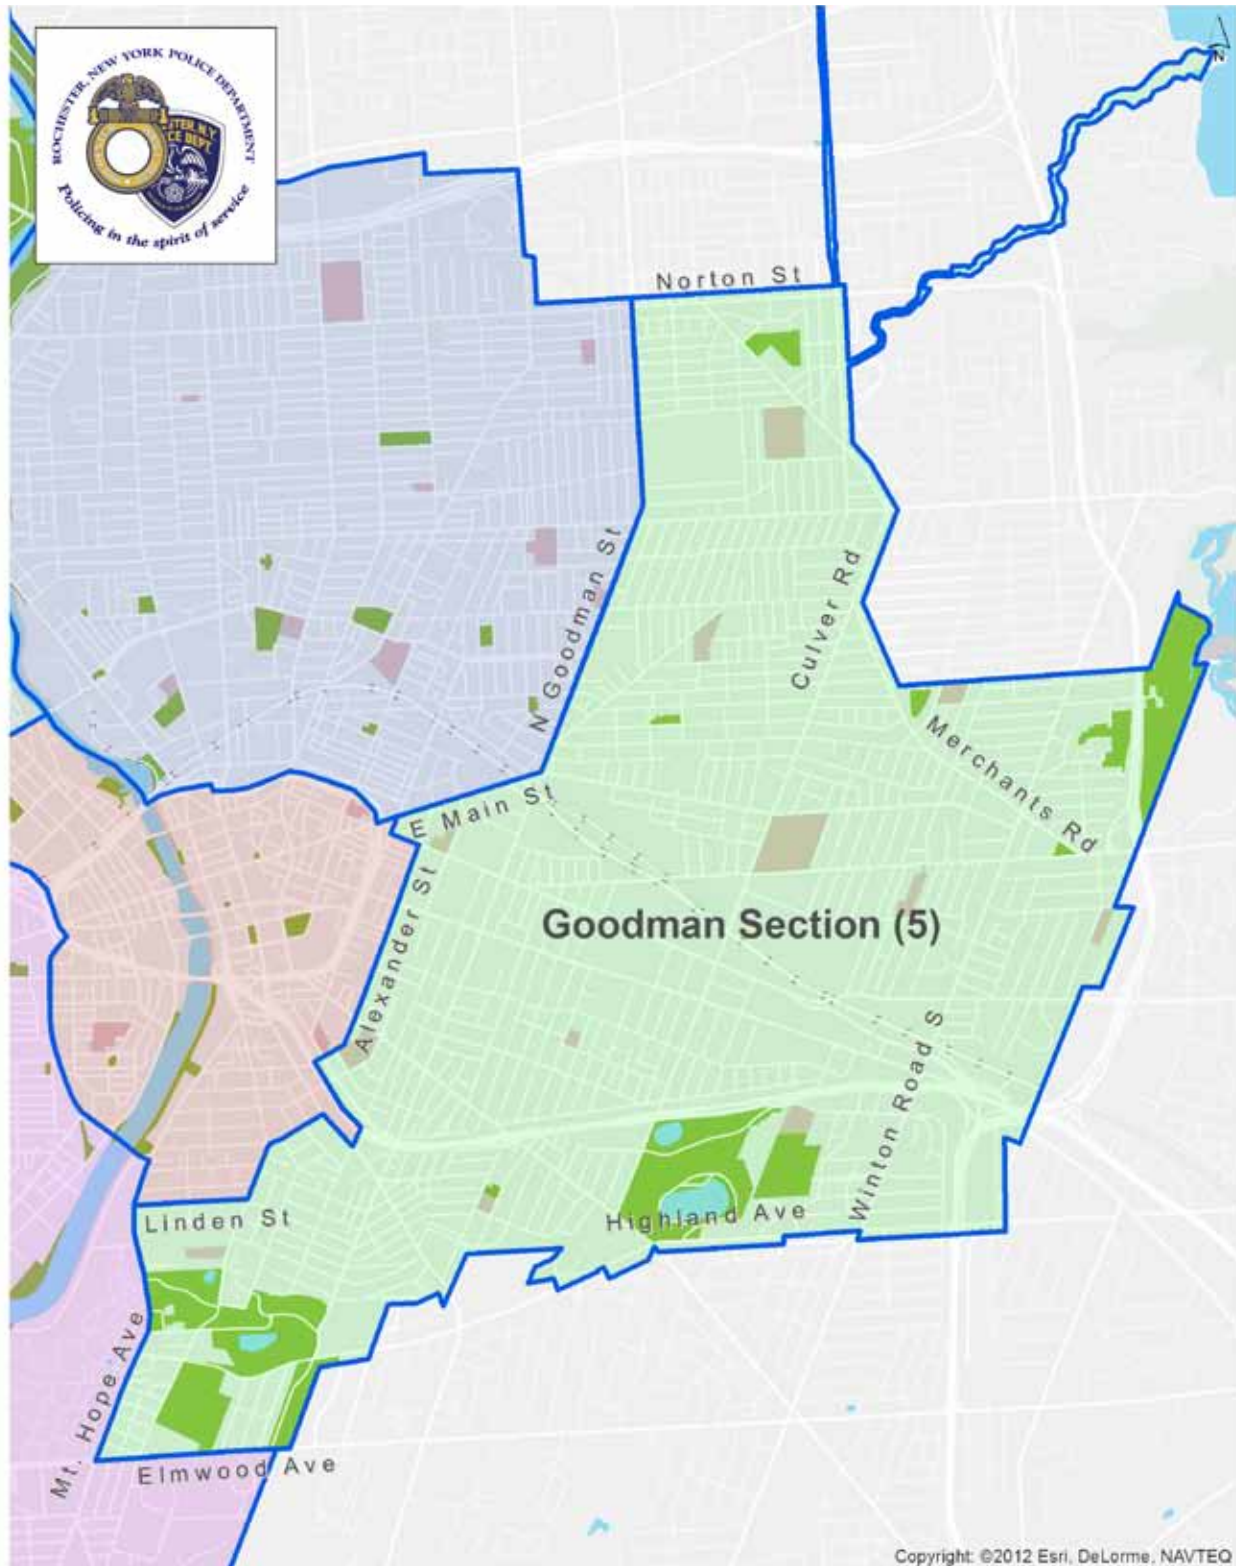 ROCHESTER, NEW YORK POLICE DEPARTMENT
Policing in the spirit of service
N
Norton St
N Goodman St
Culver Rd
Merchants Rd
E Main St
Alexander St
Goodman Section (5)
Winton Road S
Highland Ave
Linden St
Mt. Hope Ave
Elmwood Ave
Copyright: ©2012 Esri, DeLorme, NAVTEQ